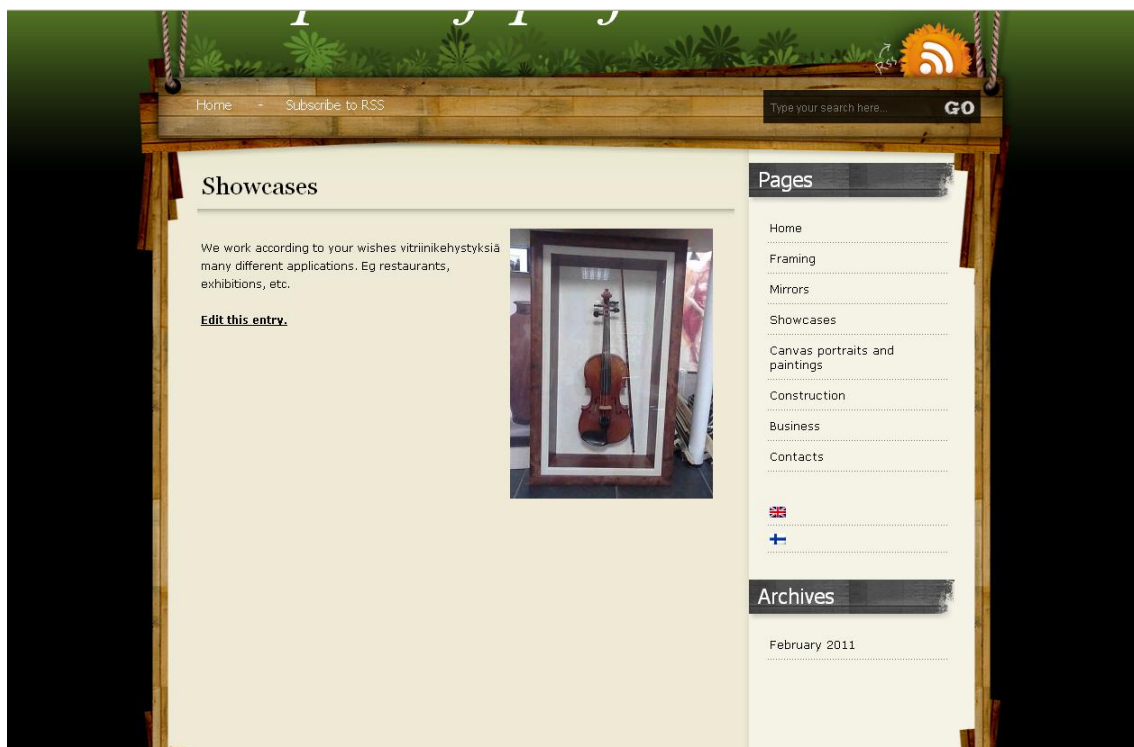 Rss
Home - Subscribe to RSS
Type your search here...
GO
Showcases
We work according to your wishes vitriinikehystyksiä
many different applications. Eg restaurants,
exhibitions, etc.
Edit this entry.
Pages
Home
Framing
Mirrors
Showcases
Canvas portraits and
paintings
Construction
Business
Contacts
Archives
February 2011